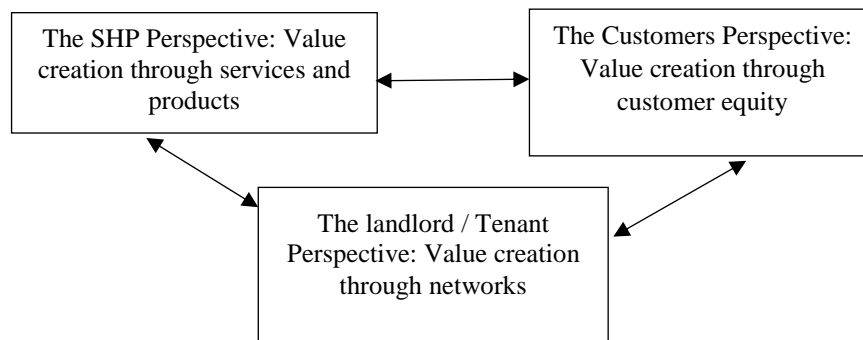 The SHP Perspective: Value
creation through services and
products
The Customers Perspective:
Value creation through
customer equity
The landlord / Tenant
Perspective: Value creation
through networks